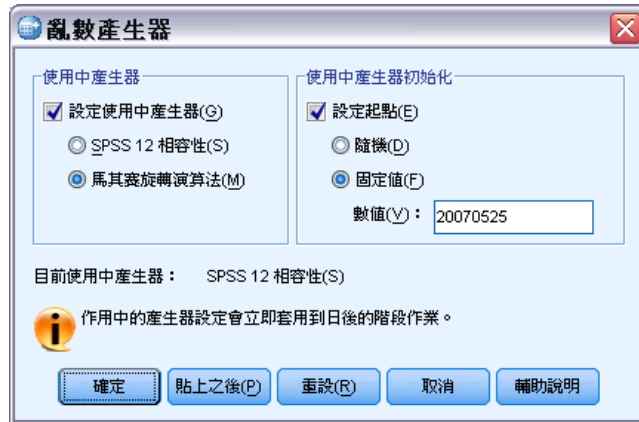 亂數產生器
使用中產生器
設定使用中產生器(G)
SPSS 12 相容性(S)
馬其賽旋轉演算法(M)
使用中產生器初始化
設定起點(E)
隨機(D)
固定值(F)
數值(V)： 20070525
目前使用中產生器： SPSS 12 相容性(S)
作用中的產生器設定會立即套用到日後的階段作業。
確定 貼上之後(P) 重設(R) 取消 輔助說明